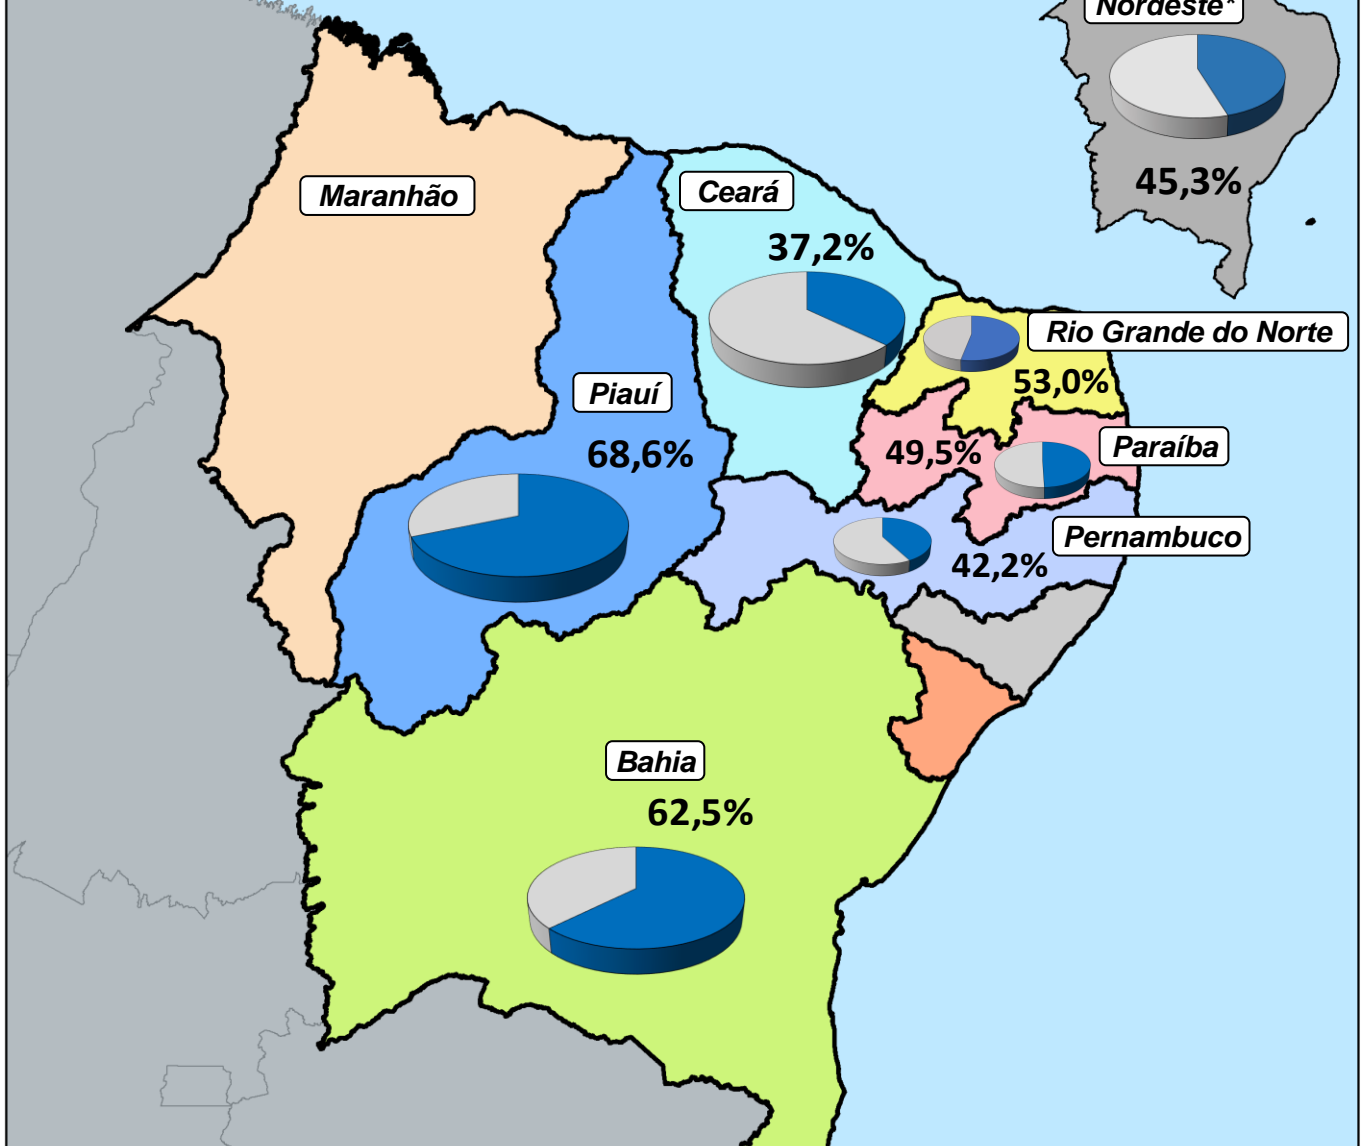 Nordeste*
45,3%
Maranhão
Ceará
37,2%
Rio Grande do Norte
53,0%
Piauí
68,6%
49,5%
Paraíba
Pernambuco
42,2%
Bahia
62,5%